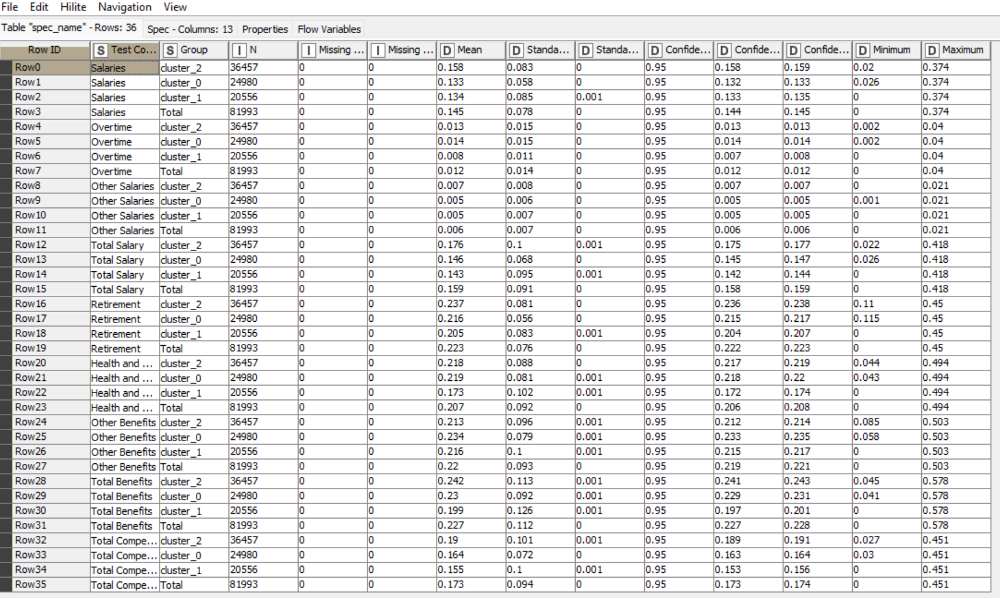 File Edit Hilite Navigation View
Table "spec_name" - Rows: 36 Spec - Columns: 13 Properties Flow Variables
Row ID S Test Co... S Group I N I Missing ... I Missing ... D Mean D Standa... D Standa... D Confide... D Confide... D Confide... D Minimum D Maximum
Row0 Salaries cluster_2 36457 0 0 0.158 0.083 0 0.95 0.158 0.159 0.02 0.374
Row1 Salaries cluster_0 24980 0 0 0.133 0.058 0 0.95 0.132 0.133 0.026 0.374
Row2 Salaries cluster_1 20556 0 0 0.134 0.085 0.001 0.95 0.133 0.135 0 0.374
Row3 Salaries Total 81993 0 0 0.145 0.078 0 0.95 0.144 0.145 0 0.374
Row4 Overtime cluster_2 36457 0 0 0.013 0.015 0 0.95 0.013 0.013 0.002 0.04
Row5 Overtime cluster_0 24980 0 0 0.014 0.015 0 0.95 0.014 0.014 0.002 0.04
Row6 Overtime cluster_1 20556 0 0 0.008 0.011 0 0.95 0.007 0.008 0 0.04
Row7 Overtime Total 81993 0 0 0.012 0.014 0 0.95 0.012 0.012 0 0.04
Row8 Other Salaries cluster_2 36457 0 0 0.007 0.008 0 0.95 0.007 0.007 0 0.021
Row9 Other Salaries cluster_0 24980 0 0 0.005 0.006 0 0.95 0.005 0.005 0.001 0.021
Row10 Other Salaries cluster_1 20556 0 0 0.005 0.007 0 0.95 0.005 0.005 0 0.021
Row11 Other Salaries Total 81993 0 0 0.006 0.007 0 0.95 0.006 0.006 0 0.021
Row12 Total Salary cluster_2 36457 0 0 0.176 0.1 0.001 0.95 0.175 0.177 0.022 0.418
Row13 Total Salary cluster_0 24980 0 0 0.146 0.068 0 0.95 0.145 0.147 0.026 0.418
Row14 Total Salary cluster_1 20556 0 0 0.143 0.095 0.001 0.95 0.142 0.144 0 0.418
Row15 Total Salary Total 81993 0 0 0.159 0.091 0 0.95 0.158 0.159 0 0.418
Row16 Retirement cluster_2 36457 0 0 0.237 0.081 0 0.95 0.236 0.238 0.11 0.45
Row17 Retirement cluster_0 24980 0 0 0.216 0.056 0 0.95 0.215 0.217 0.115 0.45
Row18 Retirement cluster_1 20556 0 0 0.205 0.083 0.001 0.95 0.204 0.207 0 0.45
Row19 Retirement Total 81993 0 0 0.223 0.076 0 0.95 0.222 0.223 0 0.45
Row20 Health and ... cluster_2 36457 0 0 0.218 0.088 0 0.95 0.217 0.219 0.044 0.494
Row21 Health and ... cluster_0 24980 0 0 0.219 0.081 0.001 0.95 0.218 0.22 0.043 0.494
Row22 Health and ... cluster_1 20556 0 0 0.173 0.102 0.001 0.95 0.172 0.174 0 0.494
Row23 Health and ... Total 81993 0 0 0.207 0.092 0 0.95 0.206 0.208 0 0.494
Row24 Other Benefits cluster_2 36457 0 0 0.213 0.096 0.001 0.95 0.212 0.214 0.085 0.503
Row25 Other Benefits cluster_0 24980 0 0 0.234 0.079 0.001 0.95 0.233 0.235 0.058 0.503
Row26 Other Benefits cluster_1 20556 0 0 0.216 0.1 0.001 0.95 0.215 0.217 0 0.503
Row27 Other Benefits Total 81993 0 0 0.22 0.093 0 0.95 0.219 0.221 0 0.503
Row28 Total Benefits cluster_2 36457 0 0 0.242 0.113 0.001 0.95 0.241 0.243 0.045 0.578
Row29 Total Benefits cluster_0 24980 0 0 0.23 0.092 0.001 0.95 0.229 0.231 0.041 0.578
Row30 Total Benefits cluster_1 20556 0 0 0.199 0.126 0.001 0.95 0.197 0.201 0 0.578
Row31 Total Benefits Total 81993 0 0 0.227 0.112 0 0.95 0.227 0.228 0 0.578
Row32 Total Compe... cluster_2 36457 0 0 0.19 0.101 0.001 0.95 0.189 0.191 0.027 0.451
Row33 Total Compe... cluster_0 24980 0 0 0.164 0.072 0 0.95 0.163 0.164 0.03 0.451
Row34 Total Compe... cluster_1 20556 0 0 0.155 0.1 0.001 0.95 0.153 0.156 0 0.451
Row35 Total Compe... Total 81993 0 0 0.173 0.094 0 0.95 0.173 0.174 0 0.451